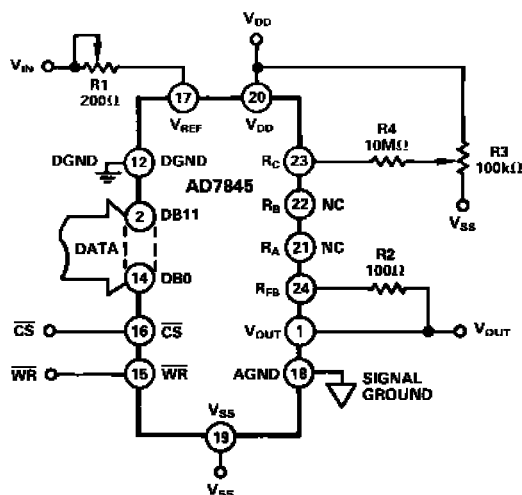 VDD
VIN
R1
200Ω
17
20
VREF
VDD
R4
10MΩ
R3
100kΩ
DGND
12
DGND
AD7845
RC
23
VSS
2
DB11
RB
22
NC
DATA
RA
21
NC
R2
100Ω
14
DB0
RFB
24
CS
16
CS
VOUT
1
VOUT
WR
15
WR
AGND
18
SIGNAL
GROUND
VSS
19
VSS